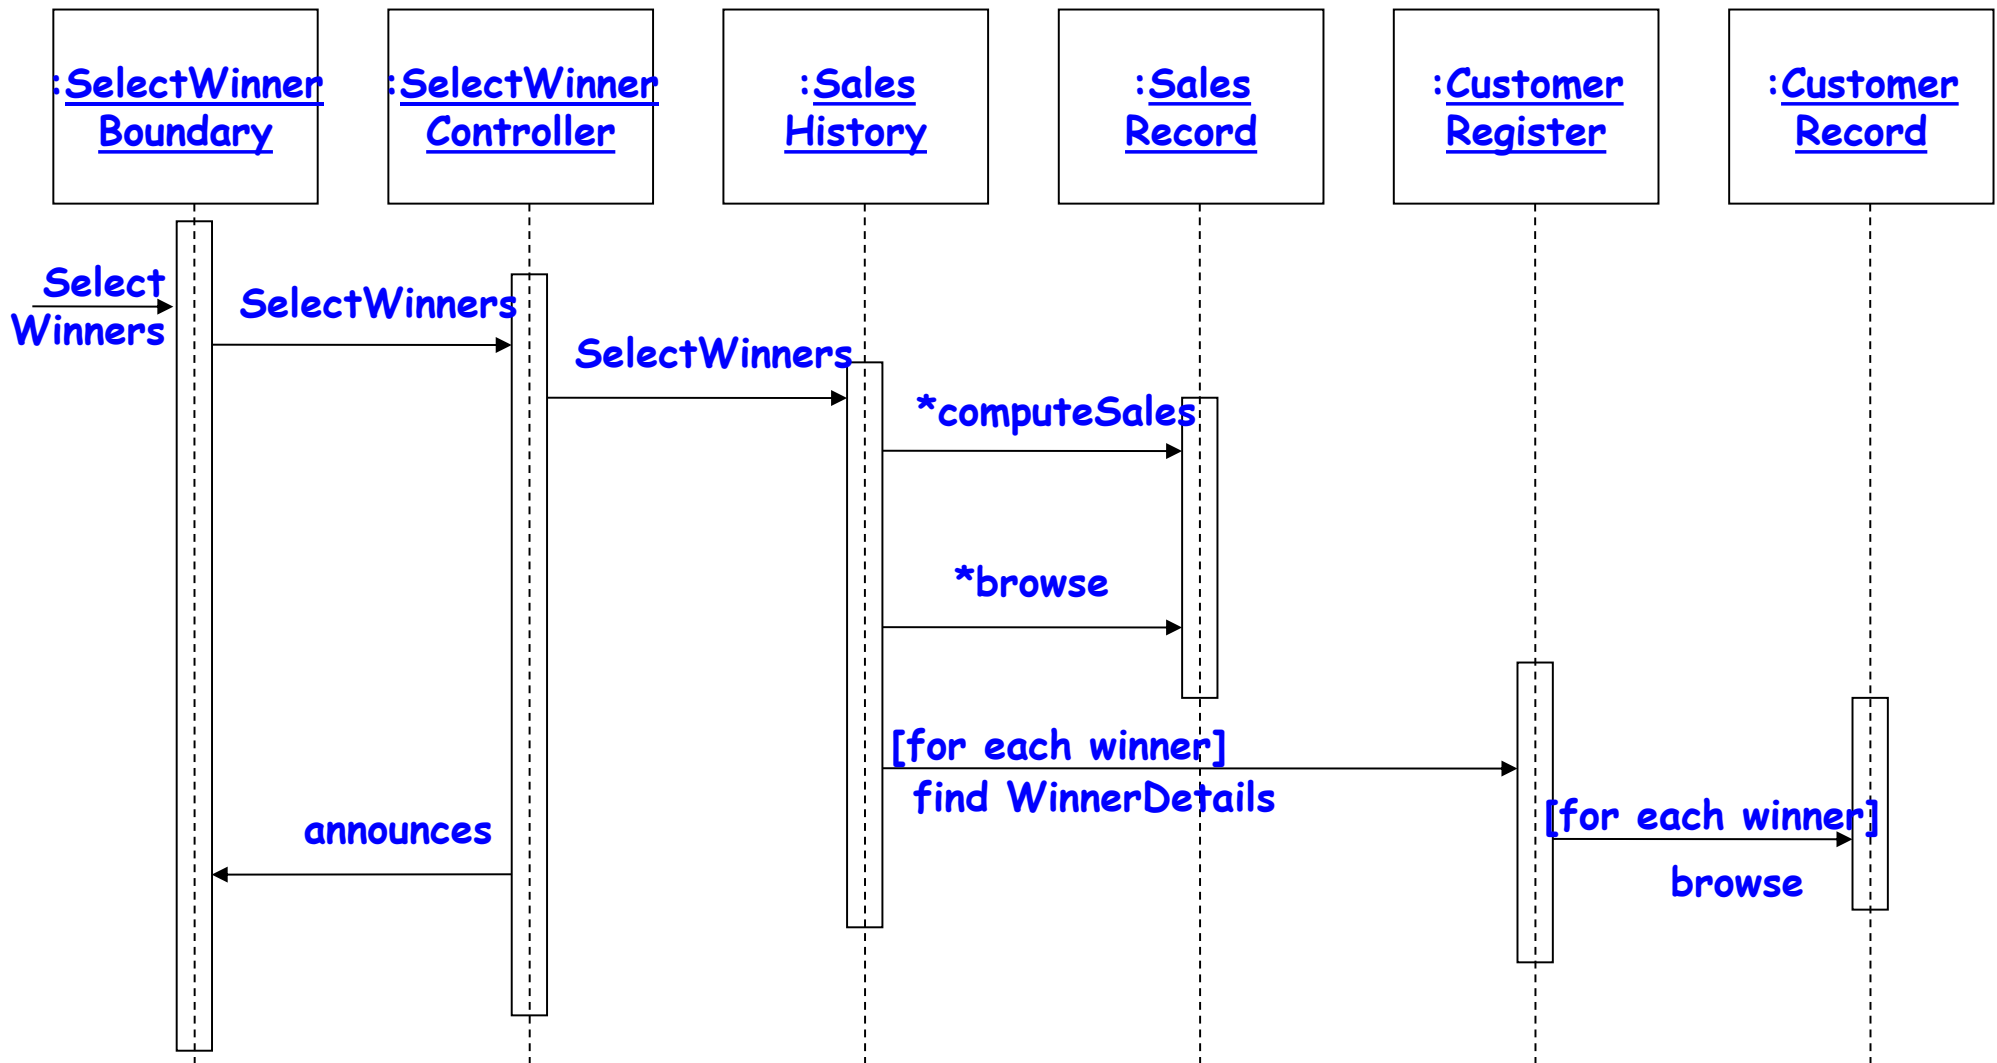 :SelectWinner
Boundary
:SelectWinner
Controller
:Sales
History
:Sales
Record
:Customer
Register
:Customer
Record
Select
Winners
SelectWinners
SelectWinners
*computeSales
*browse
[for each winner]
find WinnerDetails
announces
[for each winner]
browse